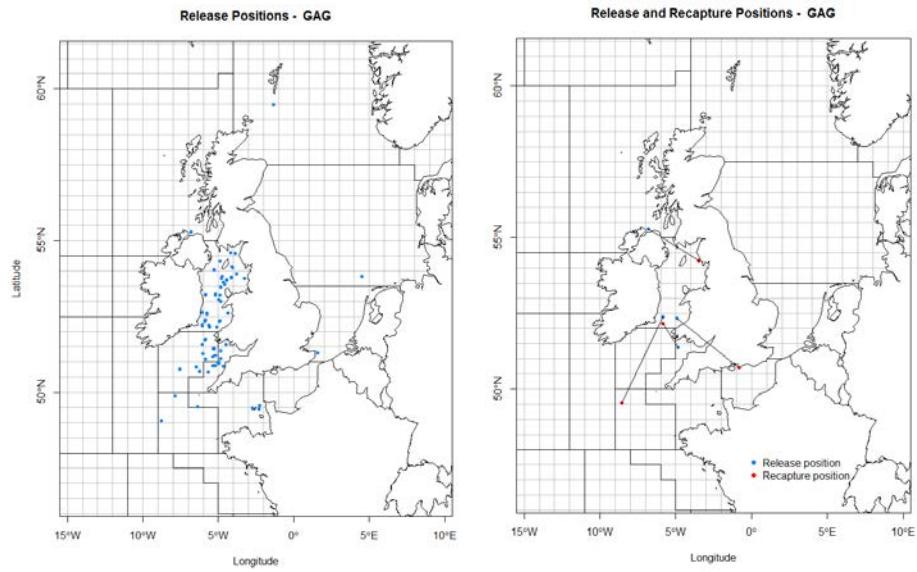 Release Positions - GAG
Latitude
60°N
55°N
50°N
15°W 10°W 5°W 0° 5°E 10°E
Longitude
Release and Recapture Positions - GAG
60°N
55°N
50°N
Release position
Recapture position
15°W 10°W 5°W 0° 5°E 10°E
Longitude